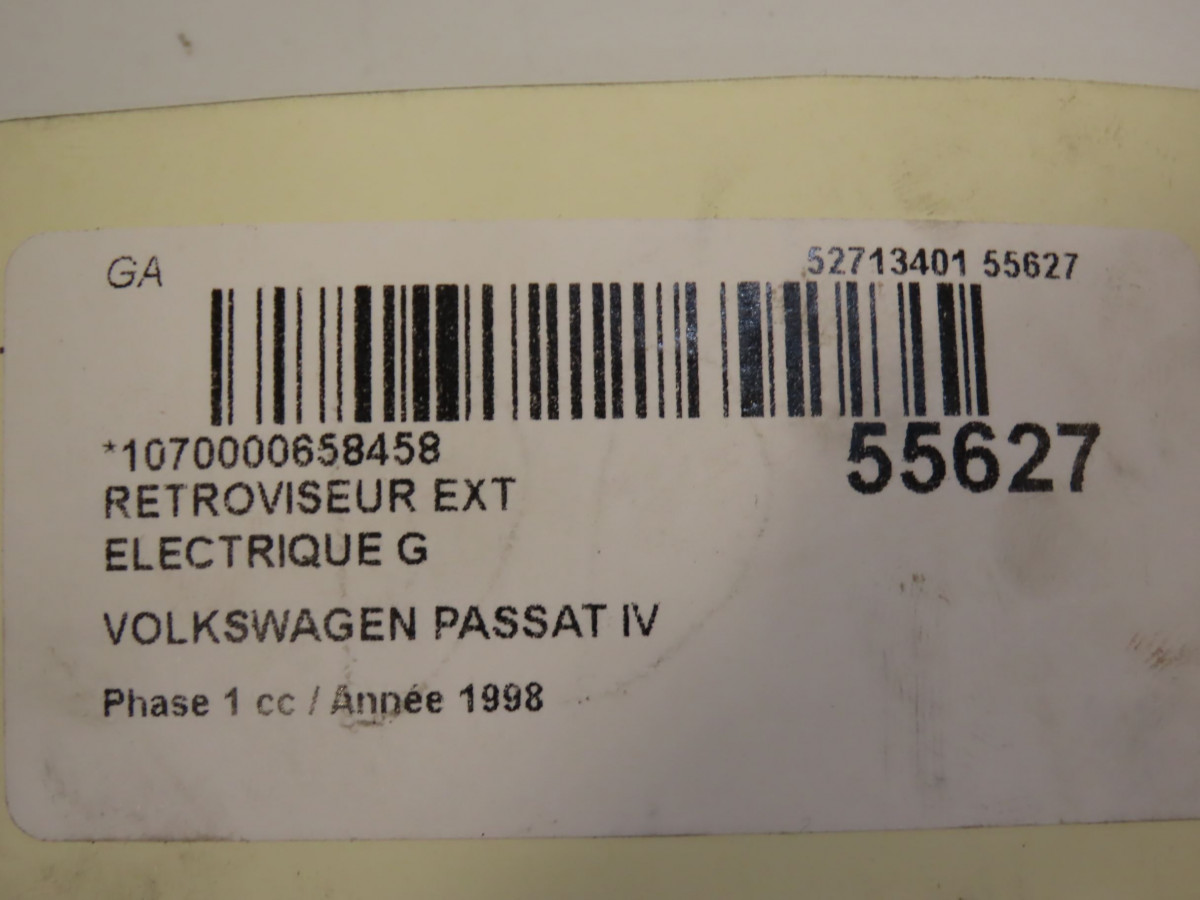 GA
52713401 55627
*1070000658458
55627
RETROVISEUR EXT
ELECTRIQUE G
VOLKSWAGEN PASSAT IV
Phase 1 cc / Année 1998